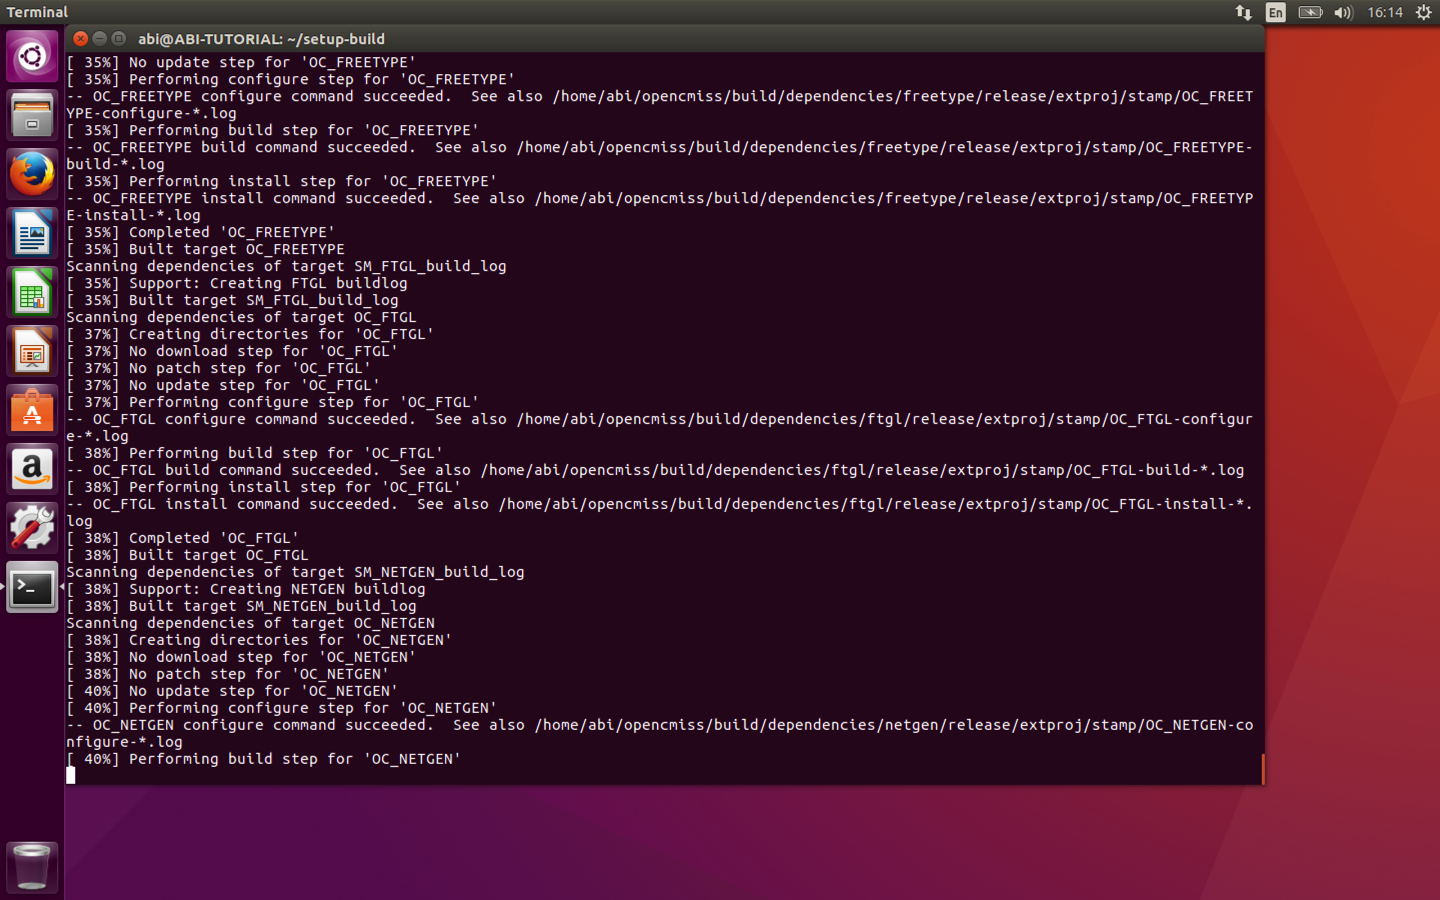 Terminal
En
16:14
abi@ABI-TUTORIAL: ~/setup-build
[ 35%] No update step for 'OC_FREETYPE'
[ 35%] Performing configure step for 'OC_FREETYPE'
-- OC_FREETYPE configure command succeeded.  See also /home/abi/opencmiss/build/dependencies/freetype/release/extproj/stamp/OC_FREET
YPE-configure-*.log
[ 35%] Performing build step for 'OC_FREETYPE'
-- OC_FREETYPE build command succeeded.  See also /home/abi/opencmiss/build/dependencies/freetype/release/extproj/stamp/OC_FREETYPE-
build-*.log
[ 35%] Performing install step for 'OC_FREETYPE'
-- OC_FREETYPE install command succeeded.  See also /home/abi/opencmiss/build/dependencies/freetype/release/extproj/stamp/OC_FREETYP
E-install-*.log
[ 35%] Completed 'OC_FREETYPE'
[ 35%] Built target OC_FREETYPE
Scanning dependencies of target SM_FTGL_build_log
[ 35%] Support: Creating FTGL buildlog
[ 35%] Built target SM_FTGL_build_log
Scanning dependencies of target OC_FTGL
[ 37%] Creating directories for 'OC_FTGL'
[ 37%] No download step for 'OC_FTGL'
[ 37%] No patch step for 'OC_FTGL'
[ 37%] No update step for 'OC_FTGL'
[ 37%] Performing configure step for 'OC_FTGL'
-- OC_FTGL configure command succeeded.  See also /home/abi/opencmiss/build/dependencies/ftgl/release/extproj/stamp/OC_FTGL-configur
e-*.log
[ 38%] Performing build step for 'OC_FTGL'
-- OC_FTGL build command succeeded.  See also /home/abi/opencmiss/build/dependencies/ftgl/release/extproj/stamp/OC_FTGL-build-*.log
[ 38%] Performing install step for 'OC_FTGL'
-- OC_FTGL install command succeeded.  See also /home/abi/opencmiss/build/dependencies/ftgl/release/extproj/stamp/OC_FTGL-install-*.
log
[ 38%] Completed 'OC_FTGL'
[ 38%] Built target OC_FTGL
Scanning dependencies of target SM_NETGEN_build_log
[ 38%] Support: Creating NETGEN buildlog
[ 38%] Built target SM_NETGEN_build_log
Scanning dependencies of target OC_NETGEN
[ 38%] Creating directories for 'OC_NETGEN'
[ 38%] No download step for 'OC_NETGEN'
[ 38%] No patch step for 'OC_NETGEN'
[ 40%] No update step for 'OC_NETGEN'
[ 40%] Performing configure step for 'OC_NETGEN'
-- OC_NETGEN configure command succeeded.  See also /home/abi/opencmiss/build/dependencies/netgen/release/extproj/stamp/OC_NETGEN-co
nfigure-*.log
[ 40%] Performing build step for 'OC_NETGEN'